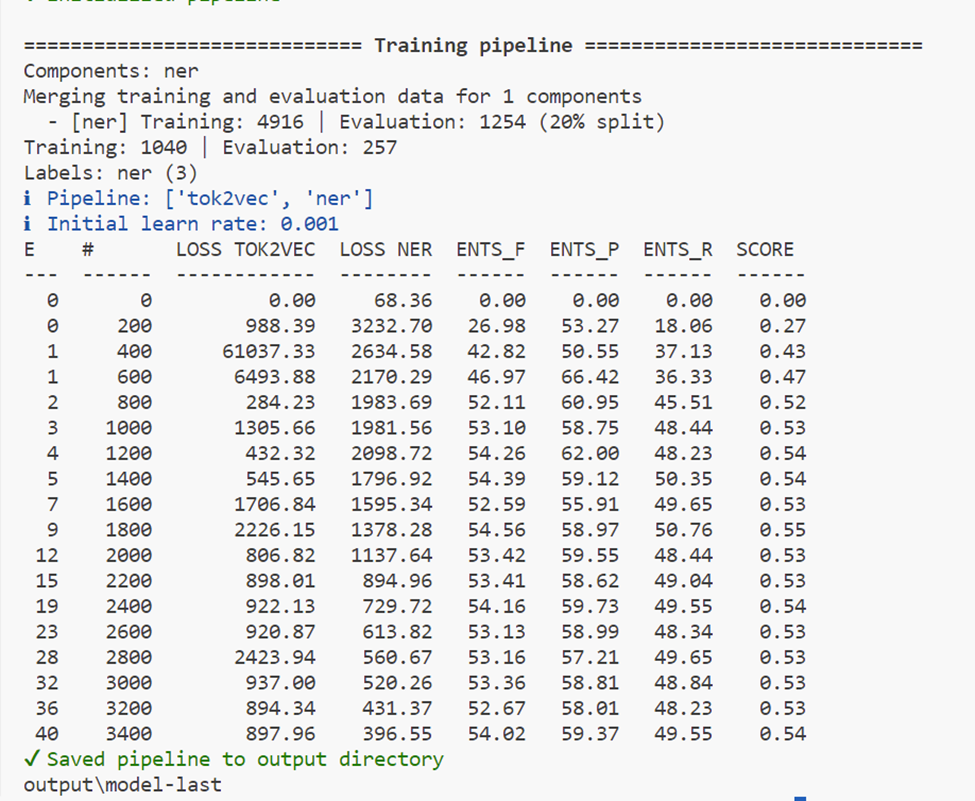 ============================= Training pipeline =============================
Components: ner
Merging training and evaluation data for 1 components
  - [ner] Training: 4916 | Evaluation: 1254 (20% split)
Training: 1040 | Evaluation: 257
Labels: ner (3)
ℹ Pipeline: ['tok2vec', 'ner']
ℹ Initial learn rate: 0.001
E    #       LOSS TOK2VEC  LOSS NER  ENTS_F  ENTS_P  ENTS_R  SCORE
---  ------  ------------  --------  ------  ------  ------  ------
  0       0          0.00     68.36    0.00    0.00    0.00    0.00
  0     200        988.39   3232.70   26.98   53.27   18.06    0.27
  1     400      61037.33   2634.58   42.82   50.55   37.13    0.43
  1     600       6493.88   2170.29   46.97   66.42   36.33    0.47
  2     800        284.23   1983.69   52.11   60.95   45.51    0.52
  3    1000       1305.66   1981.56   53.10   58.75   48.44    0.53
  4    1200        432.32   2098.72   54.26   62.00   48.23    0.54
  5    1400        545.65   1796.92   54.39   59.12   50.35    0.54
  7    1600       1706.84   1595.34   52.59   55.91   49.65    0.53
  9    1800       2226.15   1378.28   54.56   58.97   50.76    0.55
 12    2000        806.82   1137.64   53.42   59.55   48.44    0.53
 15    2200        898.01    894.96   53.41   58.62   49.04    0.53
 19    2400        922.13    729.72   54.16   59.73   49.55    0.54
 23    2600        920.87    613.82   53.13   58.99   48.34    0.53
 28    2800       2423.94    560.67   53.16   57.21   49.65    0.53
 32    3000        937.00    520.26   53.36   58.81   48.84    0.53
 36    3200        894.34    431.37   52.67   58.01   48.23    0.53
 40    3400        897.96    396.55   54.02   59.37   49.55    0.54
✔ Saved pipeline to output directory
output\model-last